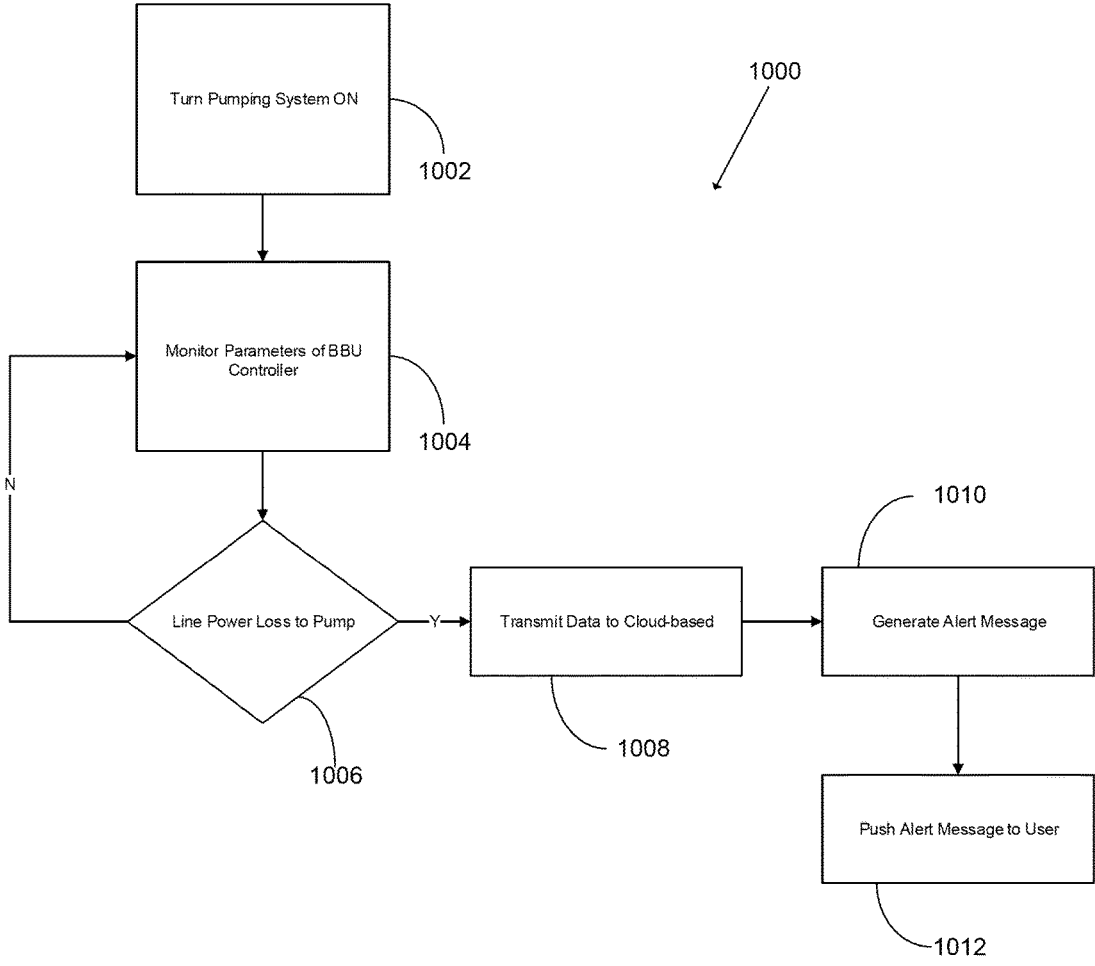 Turn Pumping System ON
1002
1000
Monitor Parameters of BBU
Controller
1004
N
Line Power Loss to Pump
Y
1006
Transmit Data to Cloud-based
1008
1010
Generate Alert Message
Push Alert Message to User
1012